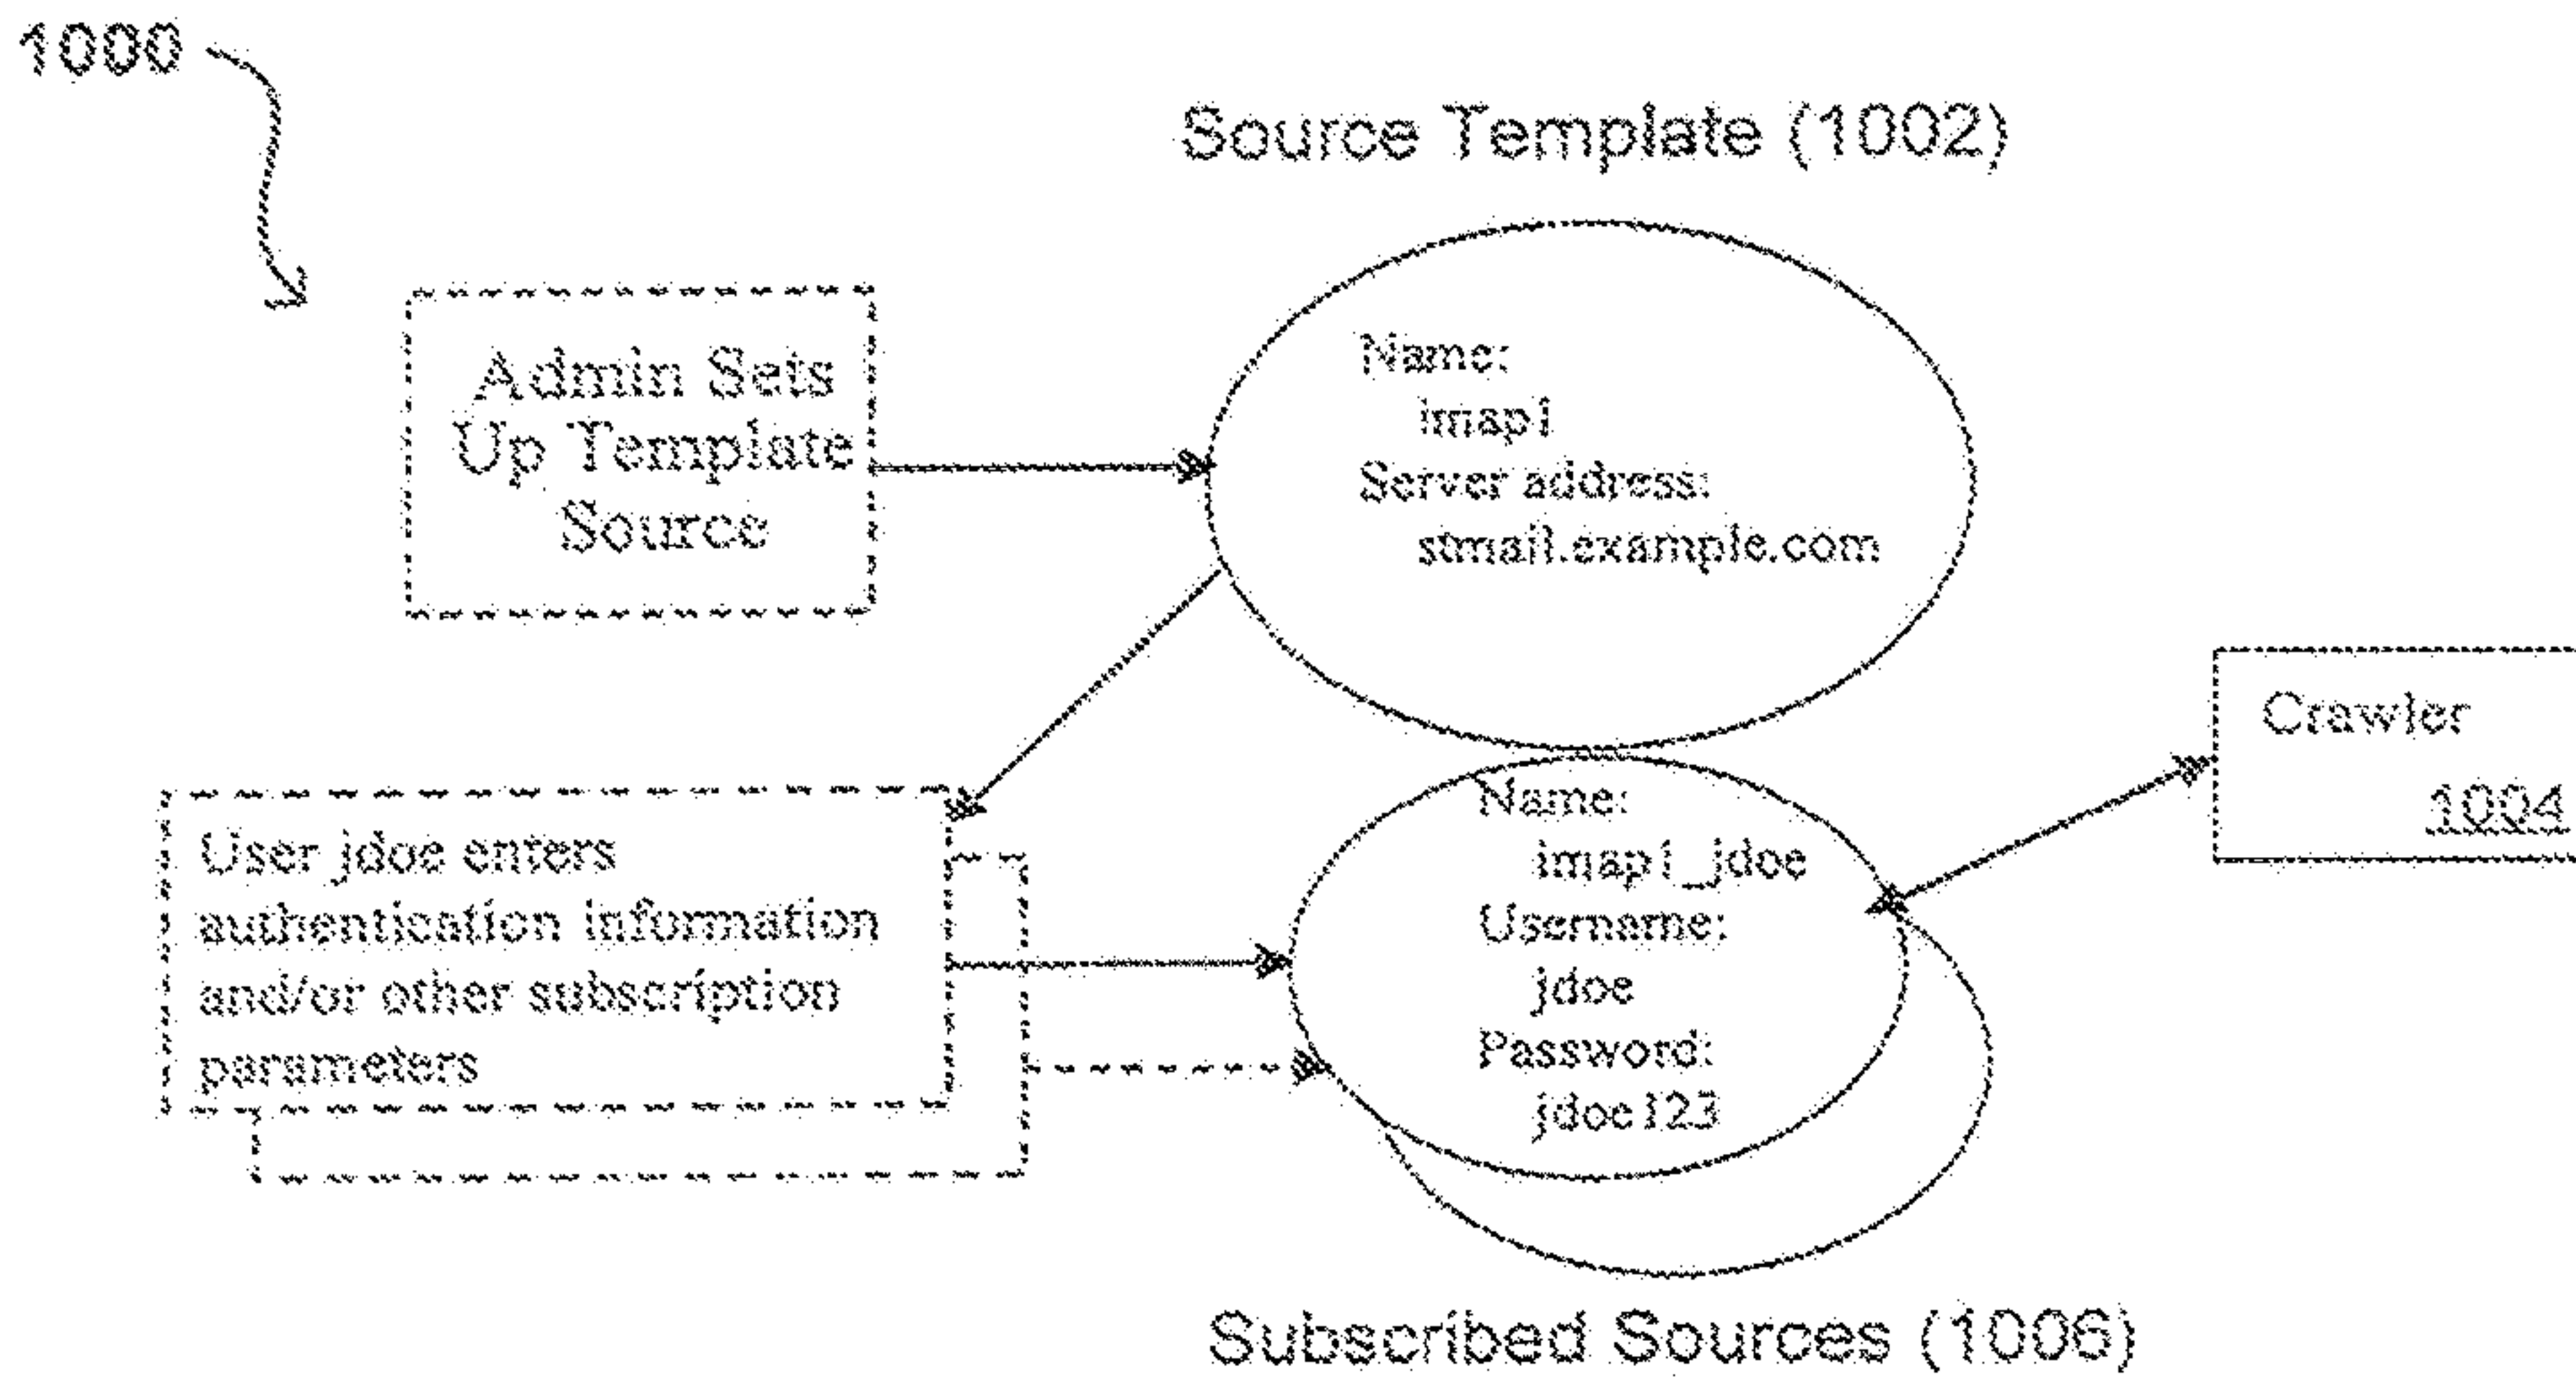 1000
Source Template (1002)
Admin Sets
Up Template
Source
Name:
imap1
Server address:
stmail.example.com
Crawler
1004
User jdoe enters
authentication information
and/or other subscription
parameters
Name:
imap1_jdoe
Username:
jdoe
Password:
jdoe123
Subscribed Sources (1006)